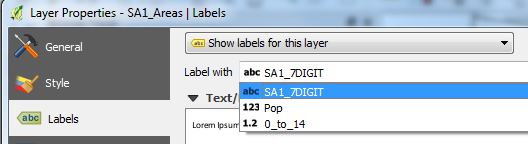 Layer Properties - SA1_Areas | Labels
General
Show labels for this layer
Label with abc SA1_7DIGIT
Style
abc SA1_7DIGIT
Text/
123 Pop
abc Labels
Lorem Ipsum
1.2 0_to_14